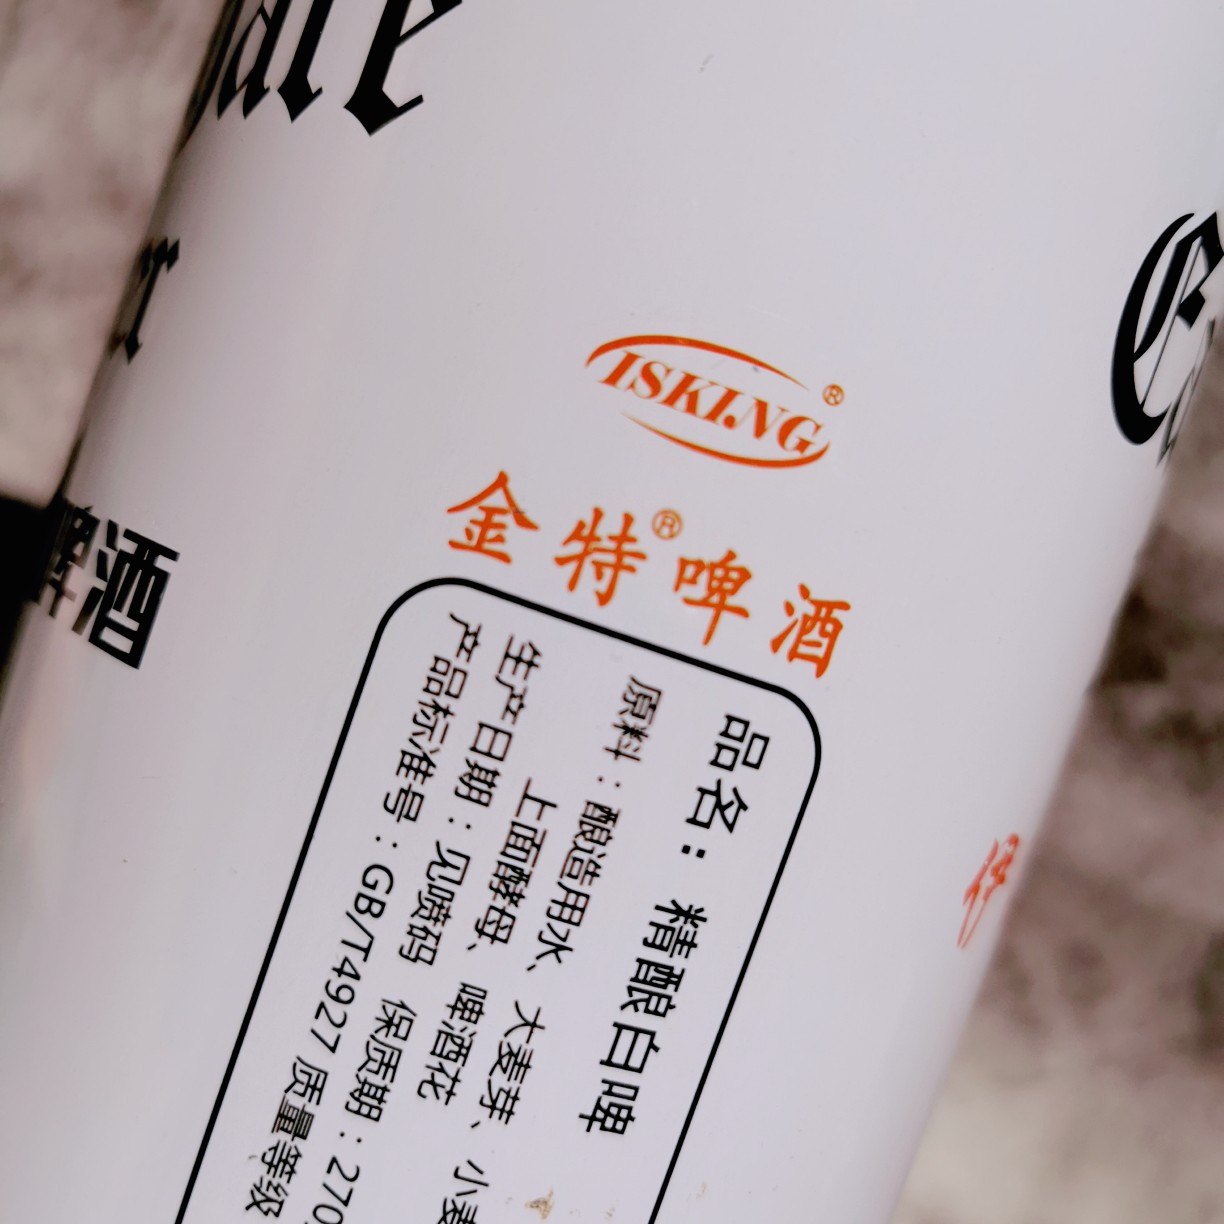 ISKING®
金特®啤酒
品名：精酿白啤
原料：酿造用水、大麦芽、小麦
上面酵母、啤酒花
生产日期：见喷码 保质期：270
产品标准号：GB/T4927 质量等级
酒